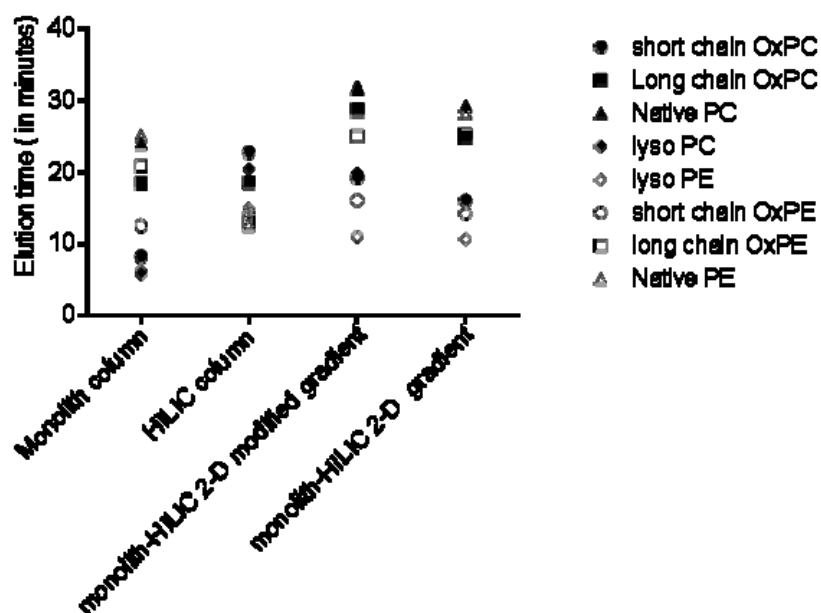 Elution time ( in minutes)
40
30
20
10
0
Monolith column
HILIC column
monolith-HILIC 2-D modified gradient
monolith-HILIC 2-D gradient
short chain OxPC
Long chain OxPC
Native PC
lyso PC
lyso PE
short chain OxPE
long chain OxPE
Native PE